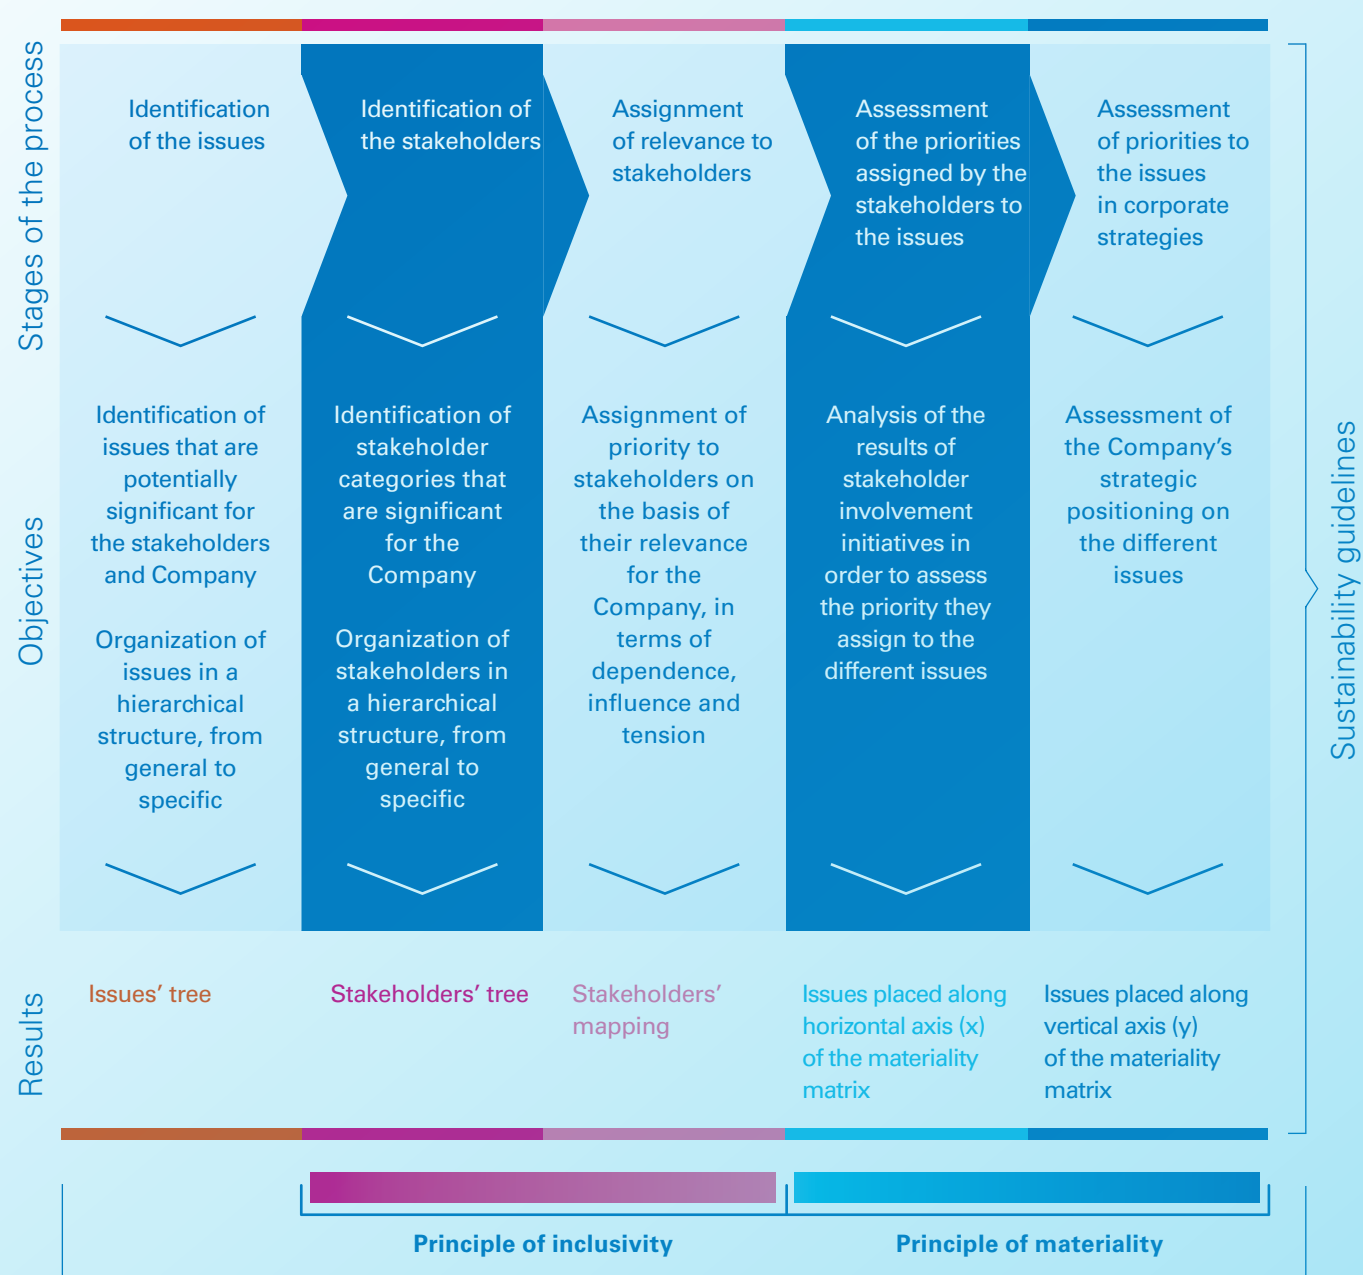 Stages of the process
Identification
of the issues
Identification of
the stakeholders
Assignment
of relevance to
stakeholders
Assessment
of the priorities
assigned by the
stakeholders to
the issues
Assessment
of priorities to
the issues
in corporate
strategies
Objectives
Identification of
issues that are
potentially
significant for
the stakeholders
and Company
Organization of
issues in a
hierarchical
structure, from
general to
specific
Identification of
stakeholder
categories that
are significant
for the
Company
Organization of
stakeholders in
a hierarchical
structure, from
general to
specific
Assignment of
priority to
stakeholders on
the basis of
their relevance
for the
Company, in
terms of
dependence,
influence and
tension
Analysis of the
results of
stakeholder
involvement
initiatives in
order to assess
the priority they
assign to the
different issues
Assessment of
the Company’s
strategic
positioning on
the different
issues
Results
Issues’ tree
Stakeholders’ tree
Stakeholders’
mapping
Issues placed along
horizontal axis (x)
of the materiality
matrix
Issues placed along
vertical axis (y)
of the materiality
matrix
Sustainability guidelines
Principle of inclusivity
Principle of materiality